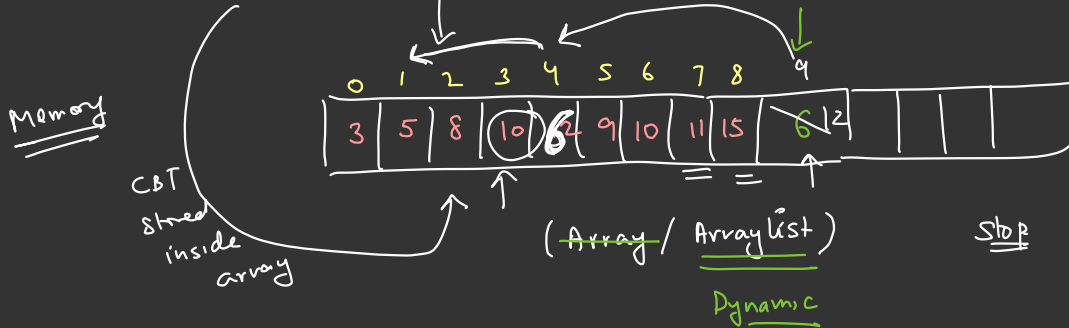 0 1 2 3 4 5 6 7 8 9
Memory
3 5 8 10 6 9 10 11 15 6 12
CBT
stored
inside
array
(Array / Arraylist)
Stop
Dynamic